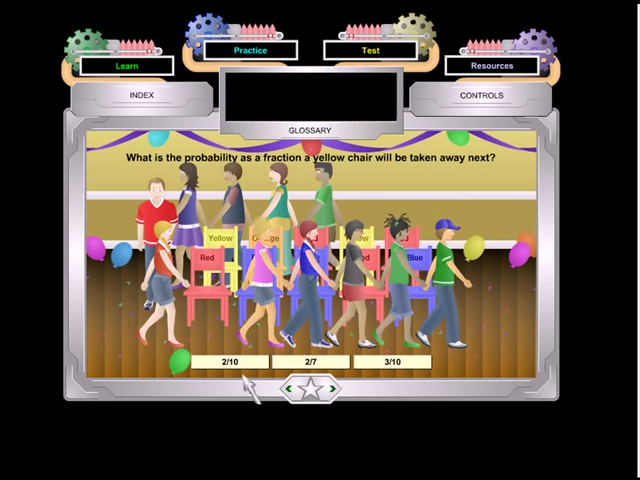 Learn
Practice
Test
Resources
INDEX
CONTROLS
GLOSSARY
What is the probability as a fraction a yellow chair will be taken away next?
Yellow
Red
Blue
2/10
2/7
3/10